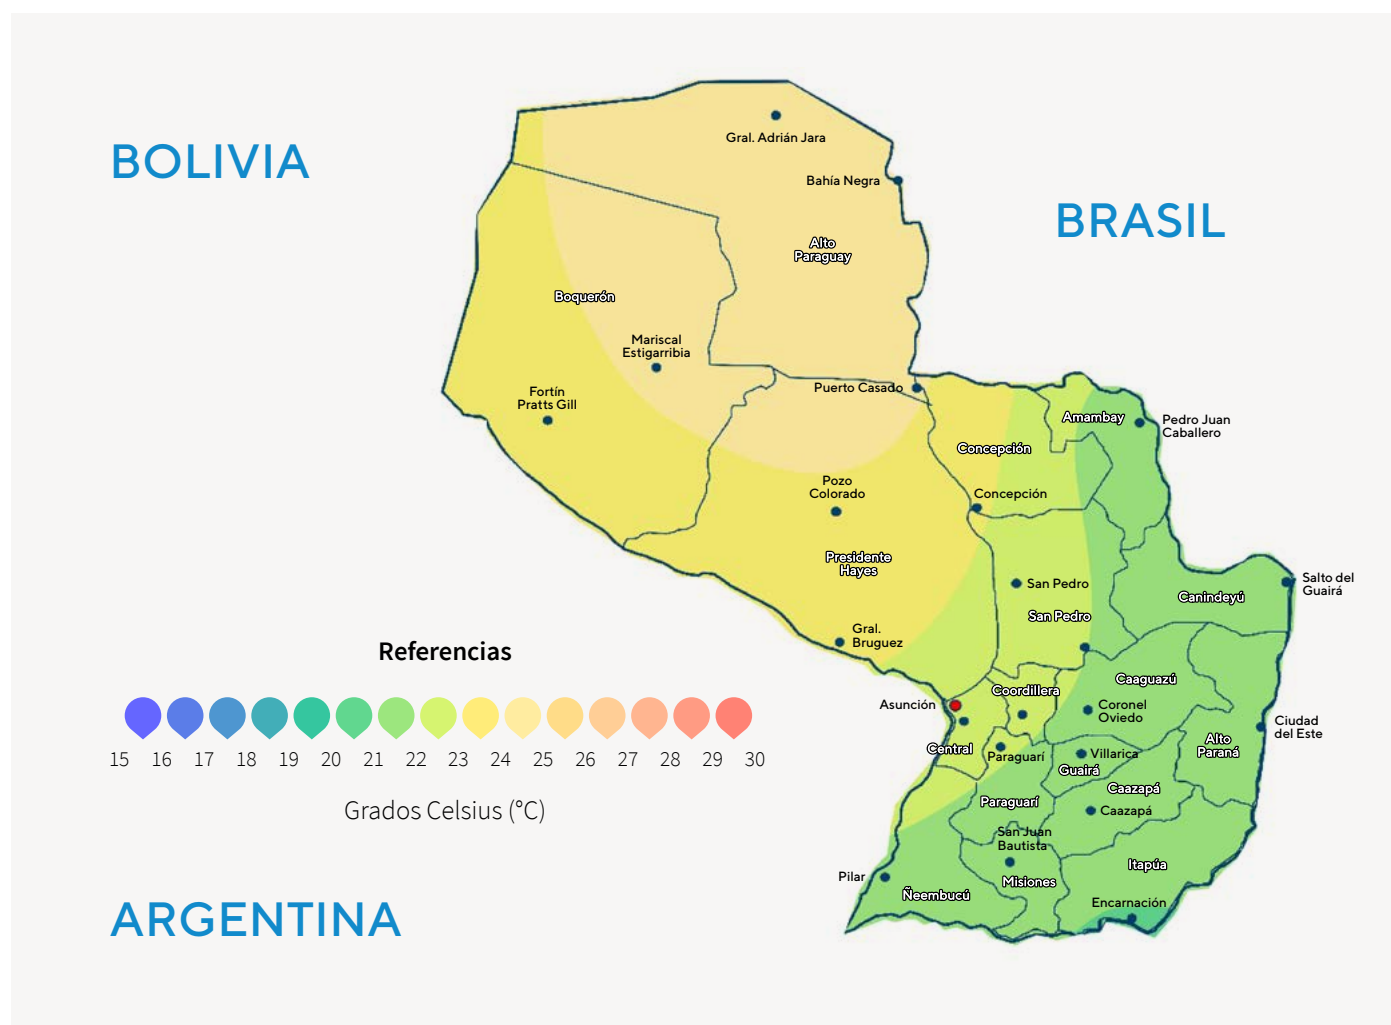 BOLIVIA
BRASIL
Gral. Adrián Jara
Bahía Negra
Alto
Paraguay
Boquerón
Mariscal
Estigarribia
Fortín
Pratts Gill
Puerto Casado
Amambay
Pedro Juan
Caballero
Concepción
Pozo
Colorado
Concepción
Presidente
Hayes
San Pedro
Salto del
Guairá
Canindeyú
San Pedro
Gral.
Bruguez
Referencias
Caaguazú
Coordillera
Asunción
Coronel
Oviedo
Ciudad
del Este
Alto
Paraná
Central
Paraguarí
Villarica
Guairá
Caazapá
15 16 17 18 19 20 21 22 23 24 25 26 27 28 29 30
Grados Celsius (°C)
Paraguarí
Caazapá
San Juan
Bautista
Itapúa
Pilar
Misiones
Ñeembucú
Encarnación
ARGENTINA